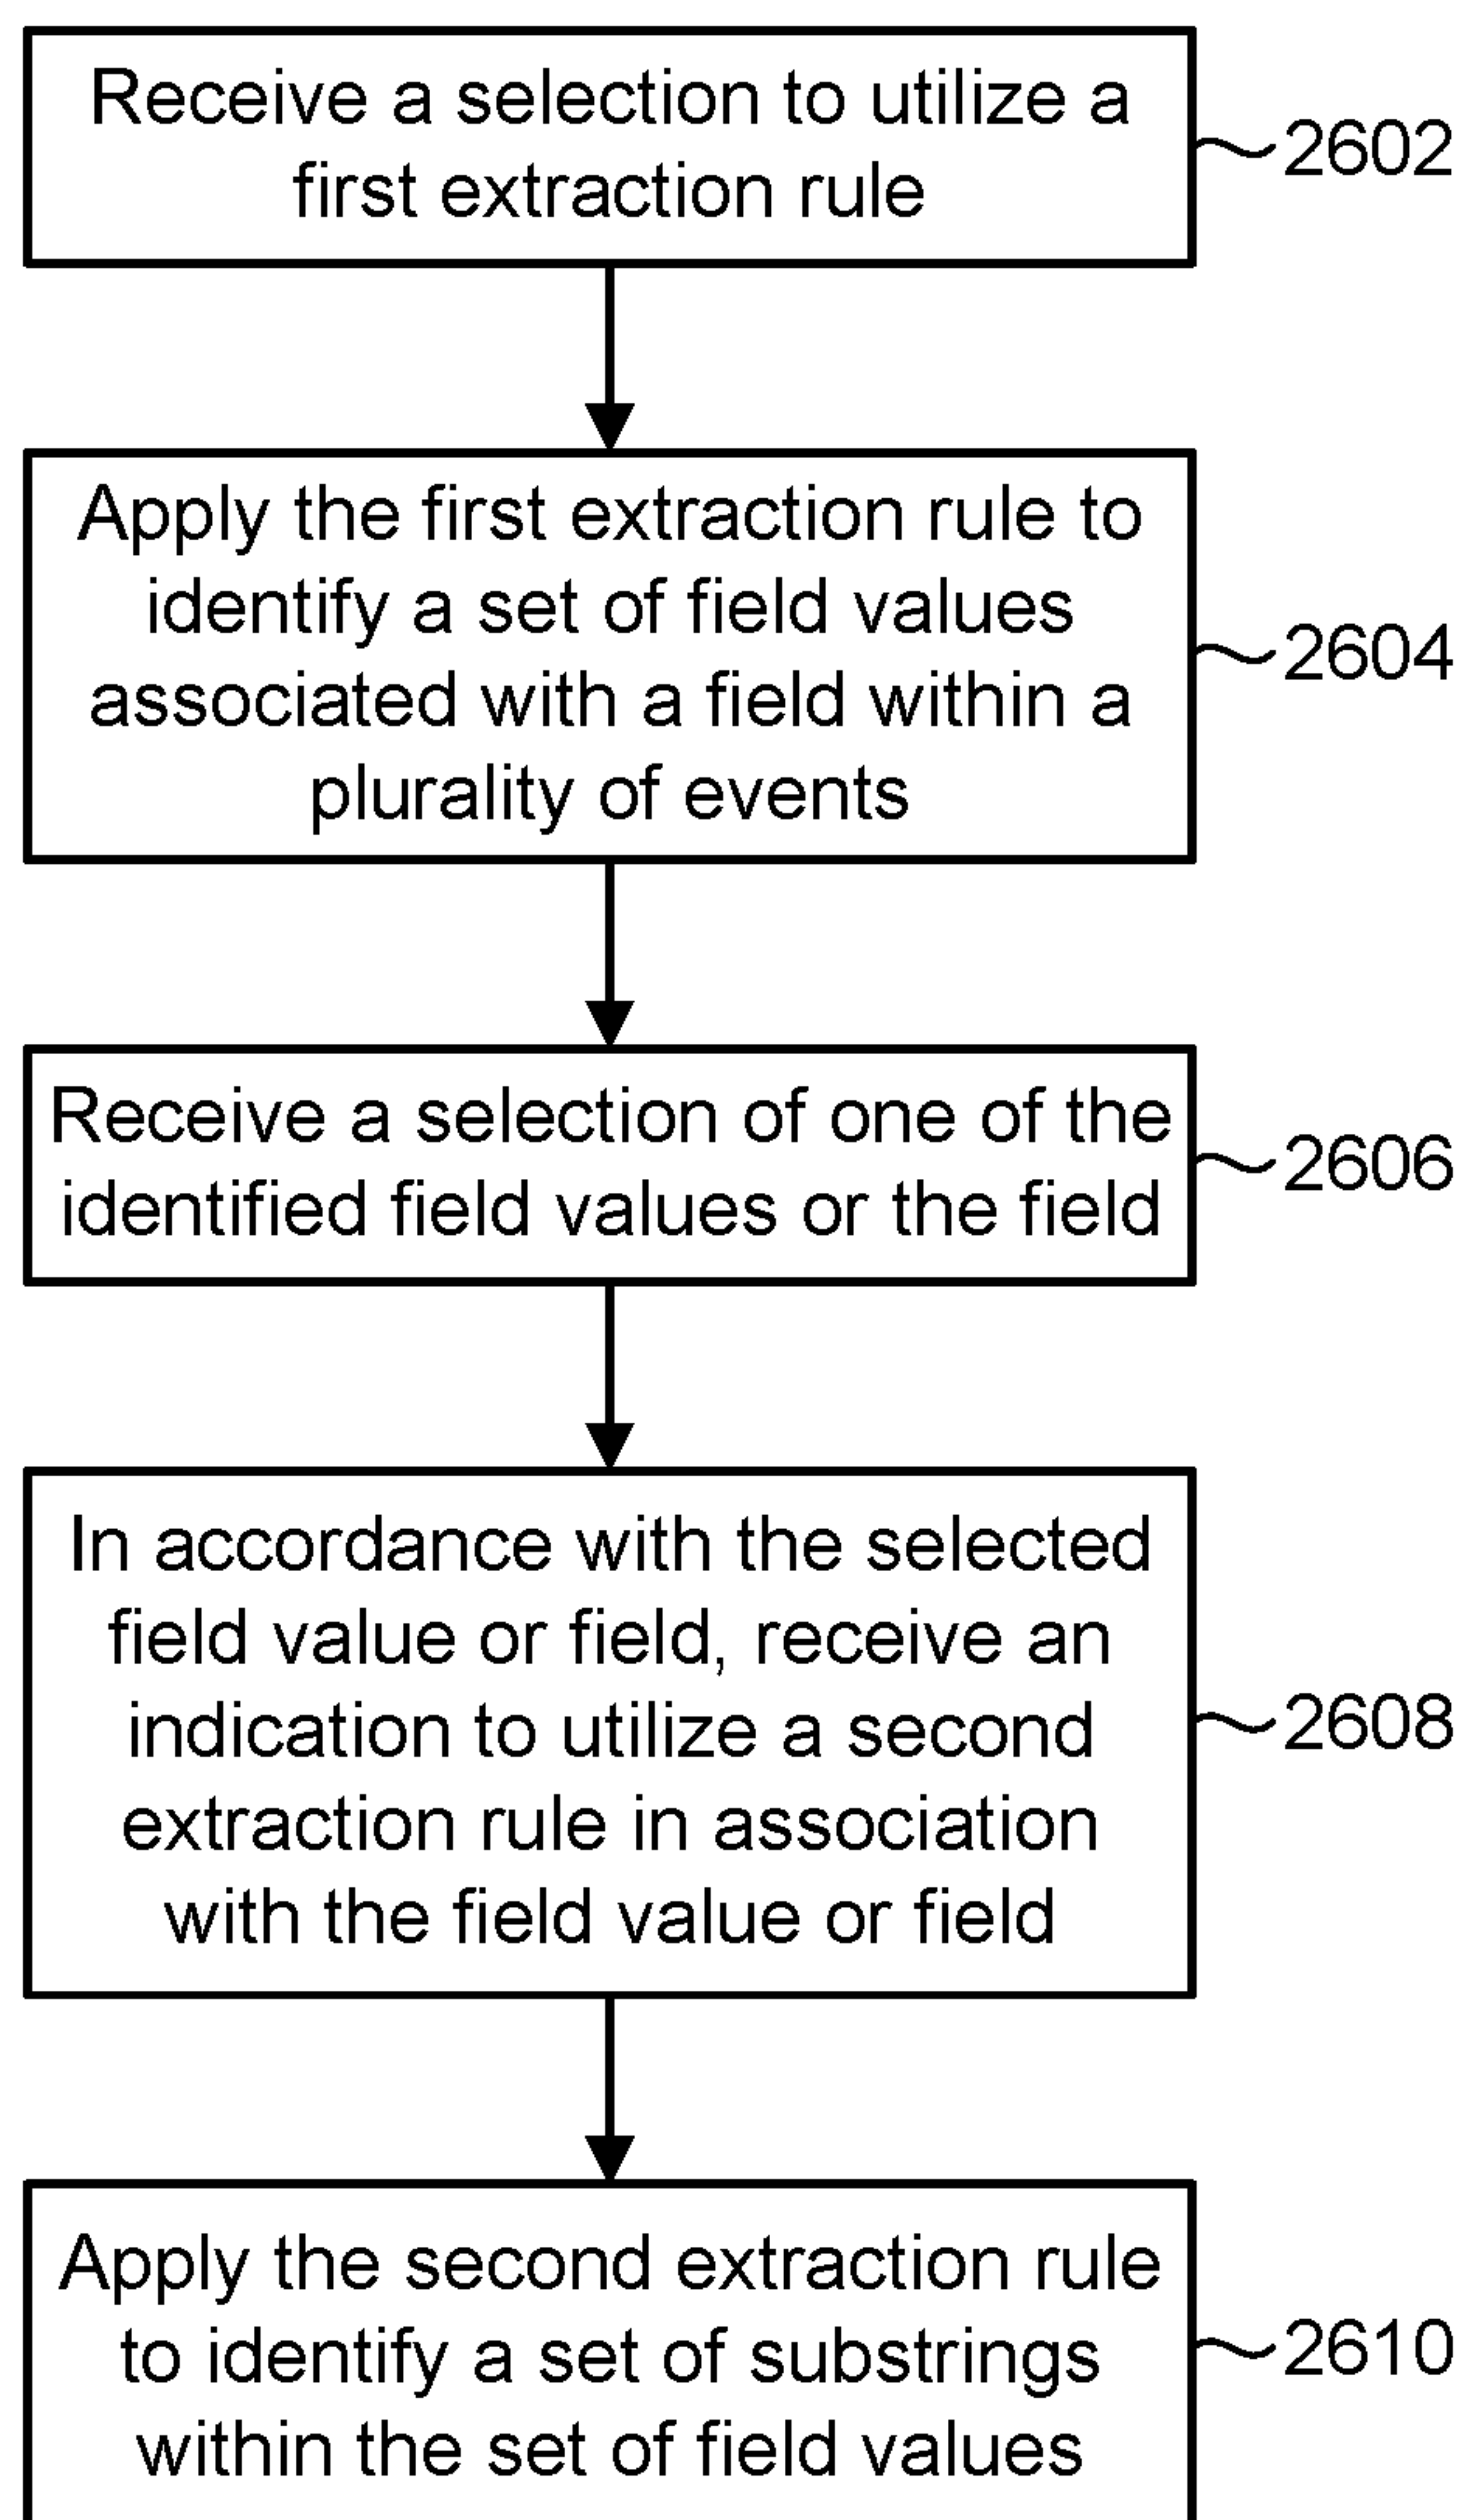 Receive a selection to utilize a
first extraction rule
2602
Apply the first extraction rule to
identify a set of field values
associated with a field within a
plurality of events
2604
Receive a selection of one of the
identified field values or the field
2606
In accordance with the selected
field value or field, receive an
indication to utilize a second
extraction rule in association
with the field value or field
2608
Apply the second extraction rule
to identify a set of substrings
within the set of field values
2610